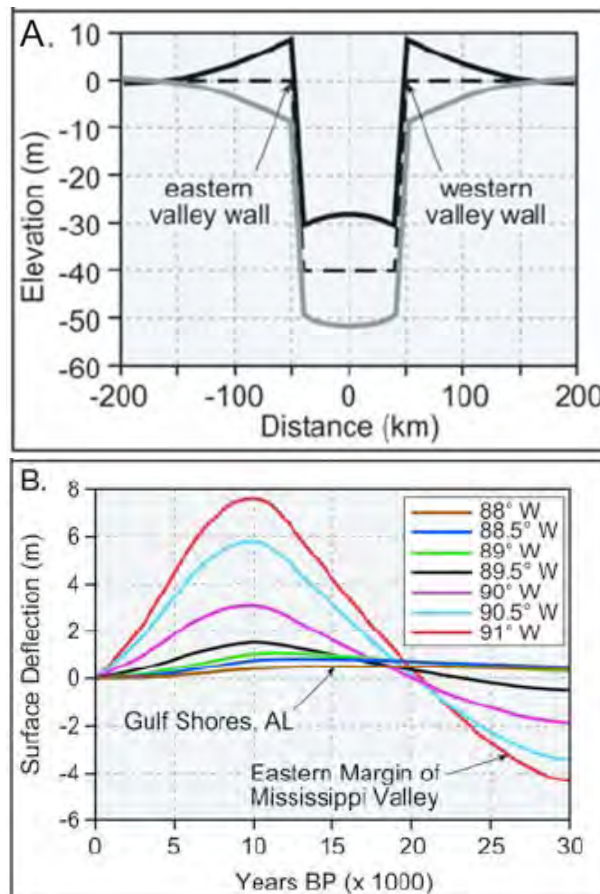 A.
10
0
-10
-20
-30
-40
-50
-60
Elevation (m)
eastern
valley wall
western
valley wall
-200
-100
0
100
200
Distance (km)
B.
8
6
4
2
0
-2
-4
-6
Surface Deflection (m)
88° W
88.5° W
89° W
89.5° W
90° W
90.5° W
91° W
Gulf Shores, AL
Eastern Margin of
Mississippi Valley
0
5
10
15
20
25
30
Years BP (x 1000)